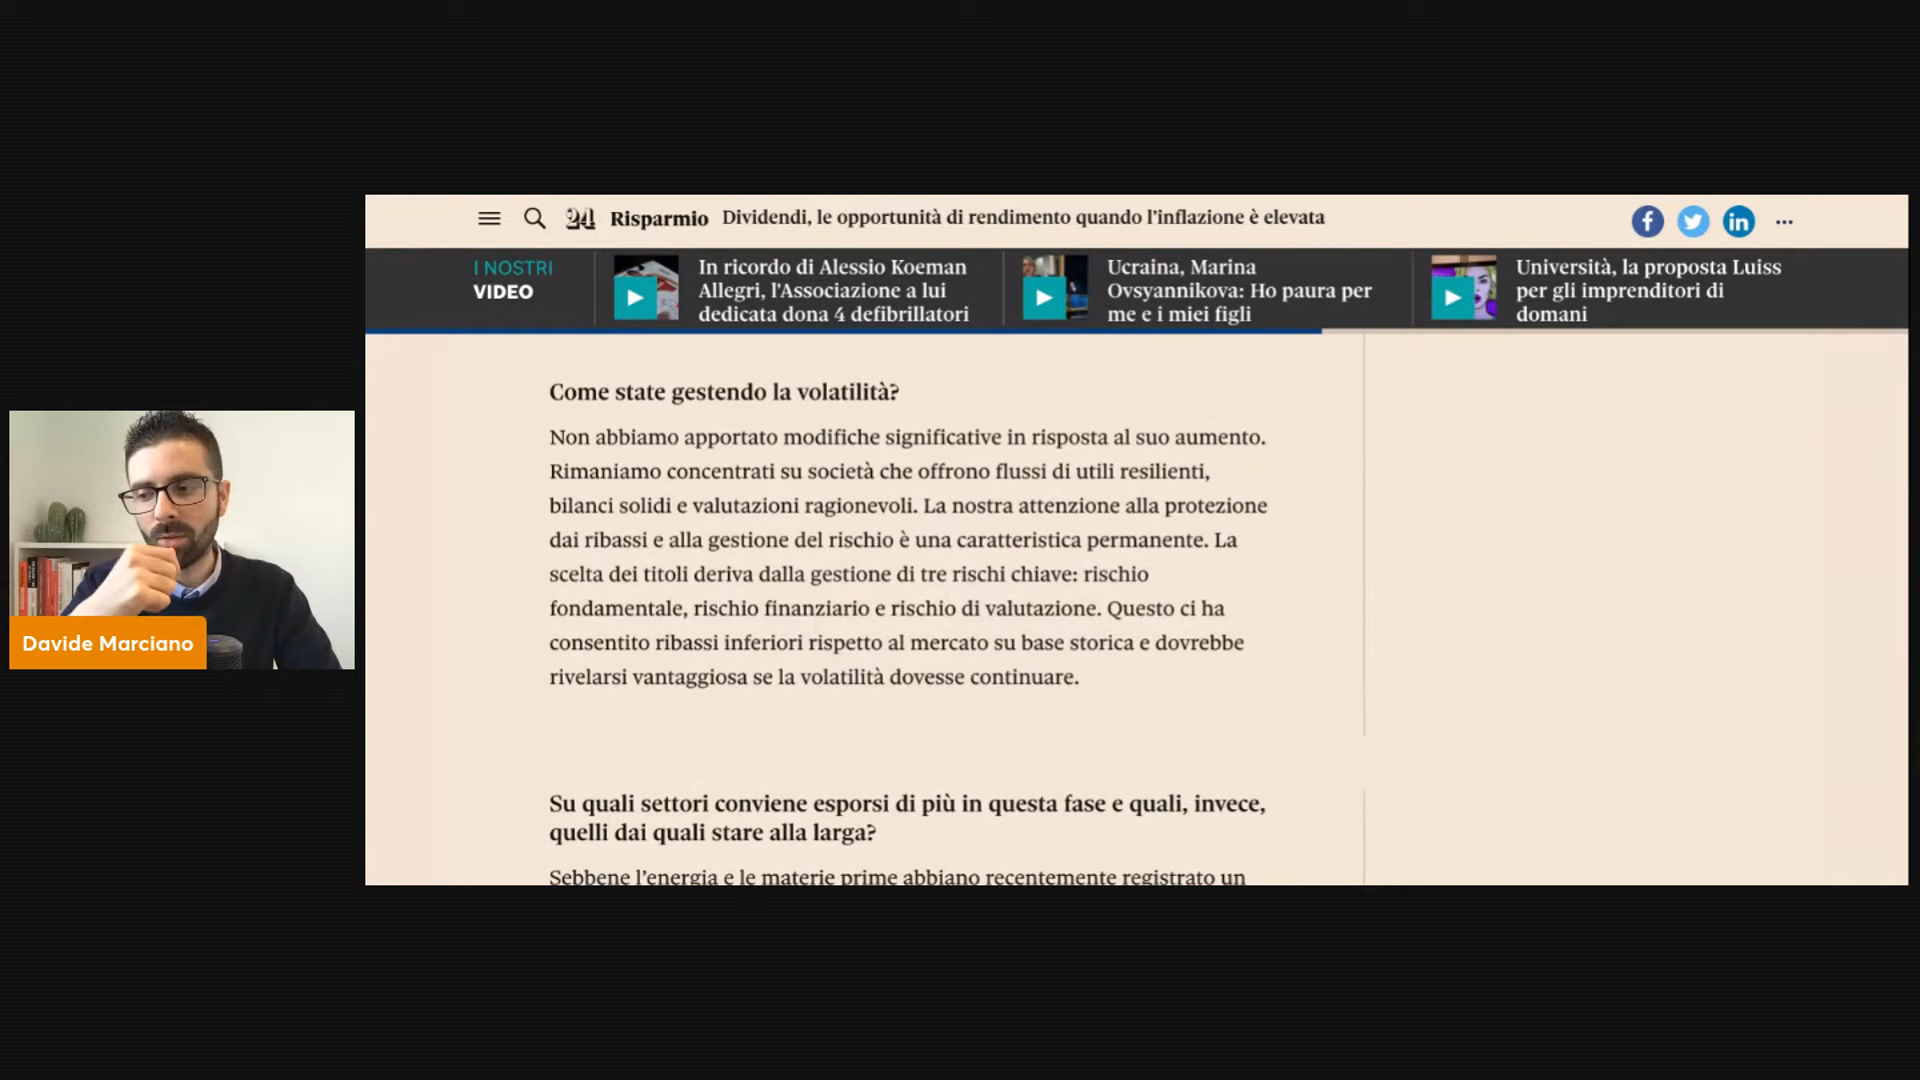 24 Risparmio Dividendi, le opportunità di rendimento quando l'inflazione è elevata
I NOSTRI
VIDEO
In ricordo di Alessio Koeman
Allegri, l'Associazione a lui
dedicata dona 4 defibrillatori
Ucraina, Marina
Ovsyannikova: Ho paura per
me e i miei figli
Università, la proposta Luiss
per gli imprenditori di
domani
Come state gestendo la volatilità?
Non abbiamo apportato modifiche significative in risposta al suo aumento.
Rimaniamo concentrati su società che offrono flussi di utili resilienti,
bilanci solidi e valutazioni ragionevoli. La nostra attenzione alla protezione
dai ribassi e alla gestione del rischio è una caratteristica permanente. La
scelta dei titoli deriva dalla gestione di tre rischi chiave: rischio
fondamentale, rischio finanziario e rischio di valutazione. Questo ci ha
consentito ribassi inferiori rispetto al mercato su base storica e dovrebbe
rivelarsi vantaggiosa se la volatilità dovesse continuare.
Su quali settori conviene esporsi di più in questa fase e quali, invece,
quelli dai quali stare alla larga?
Sebbene l'energia e le materie prime abbiano recentemente registrato un
Davide Marciano